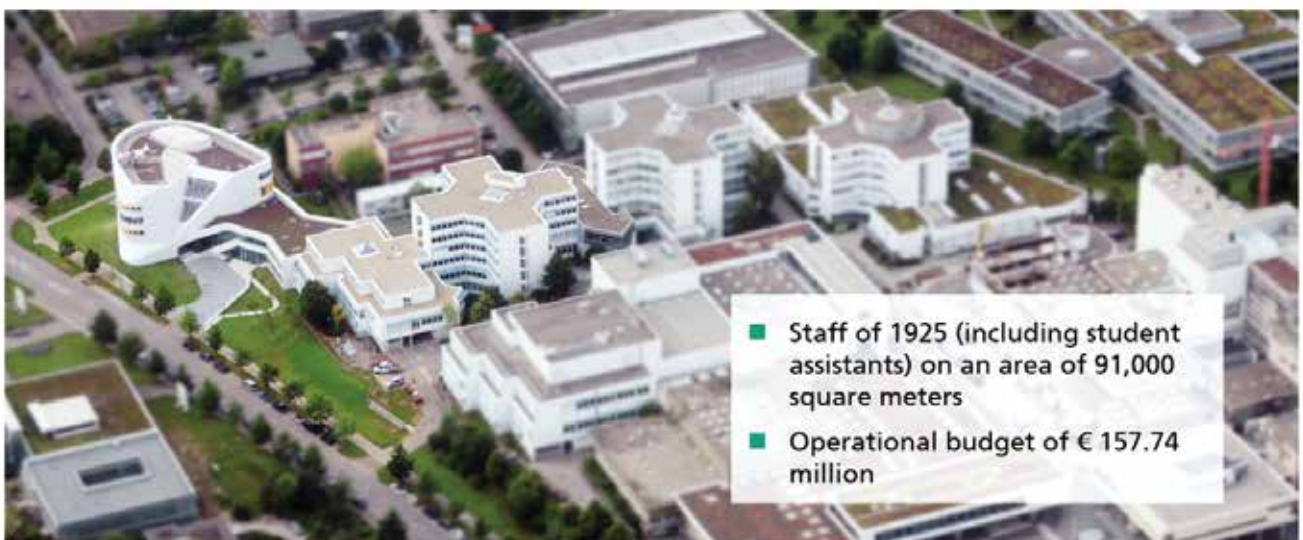 Staff of 1925 (including student
assistants) on an area of 91,000
square meters
Operational budget of € 157.74
million